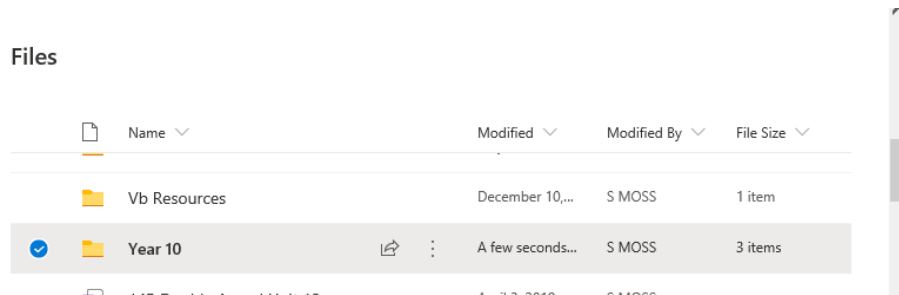 Files
Name Modified Modified By File Size
Vb Resources December 10,... S MOSS 1 item
Year 10 A few seconds... S MOSS 3 items